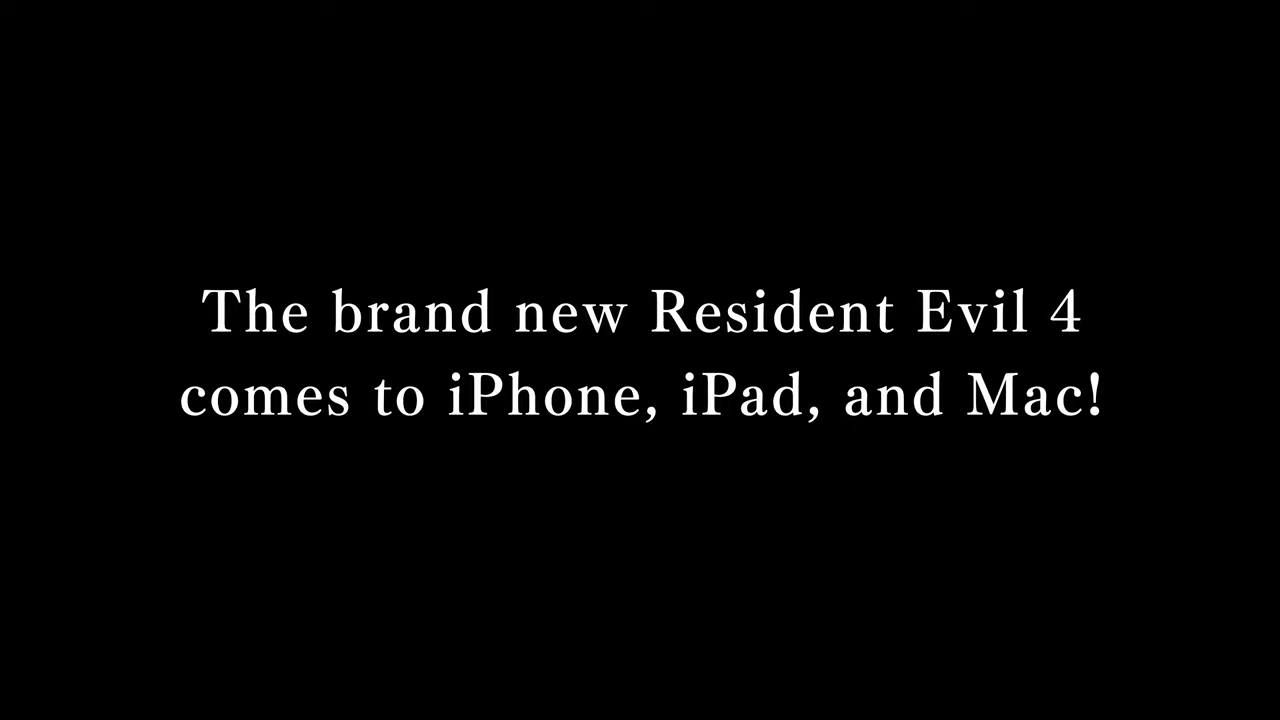 The brand new Resident Evil 4
comes to iPhone, iPad, and Mac!